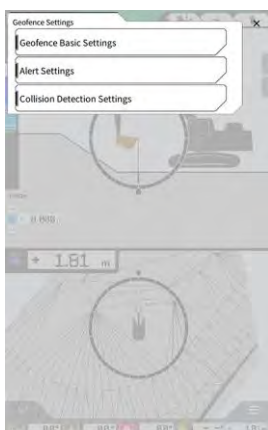 Geofence Settings
×
Geofence Basic Settings
Alert Settings
Collision Detection Settings
1.81 m